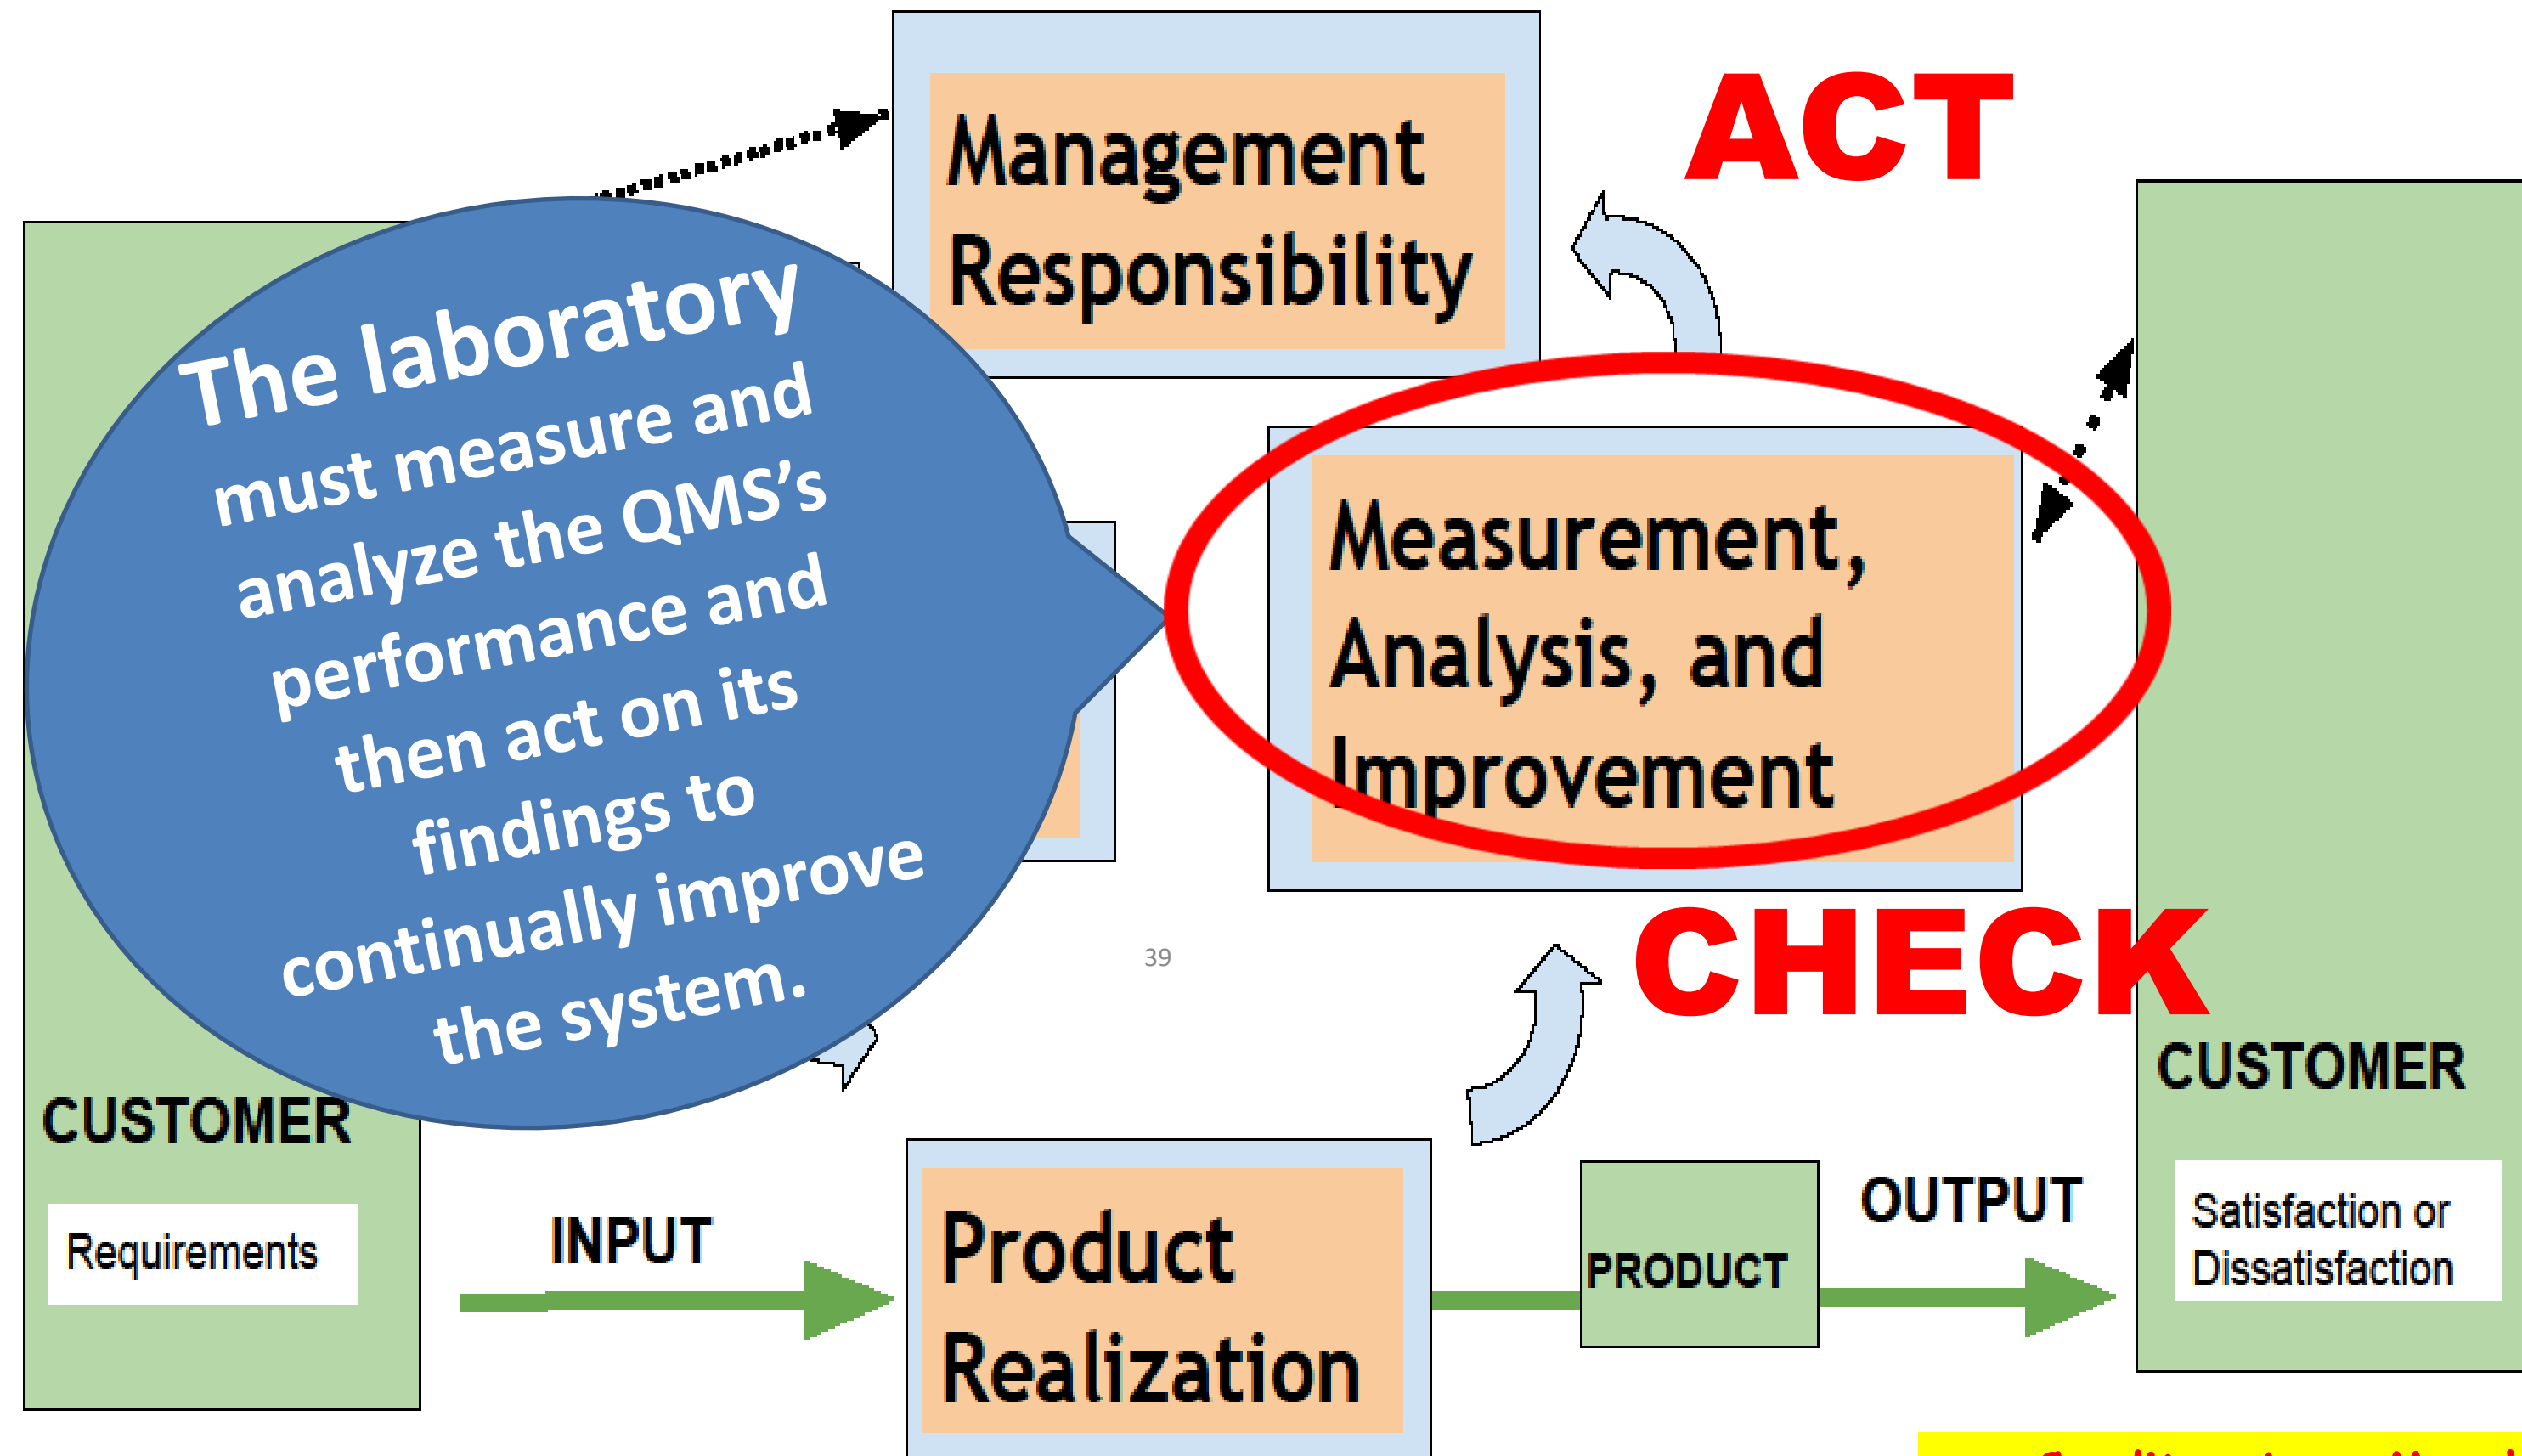 Management
Responsibility
ACT
The laboratory
must measure and
analyze the QMS’s
performance and
then act on its
findings to
continually improve
the system.
Measurement,
Analysis, and
Improvement
39
CHECK
CUSTOMER
Requirements
INPUT
Product
Realization
PRODUCT
OUTPUT
CUSTOMER
Satisfaction or
Dissatisfaction